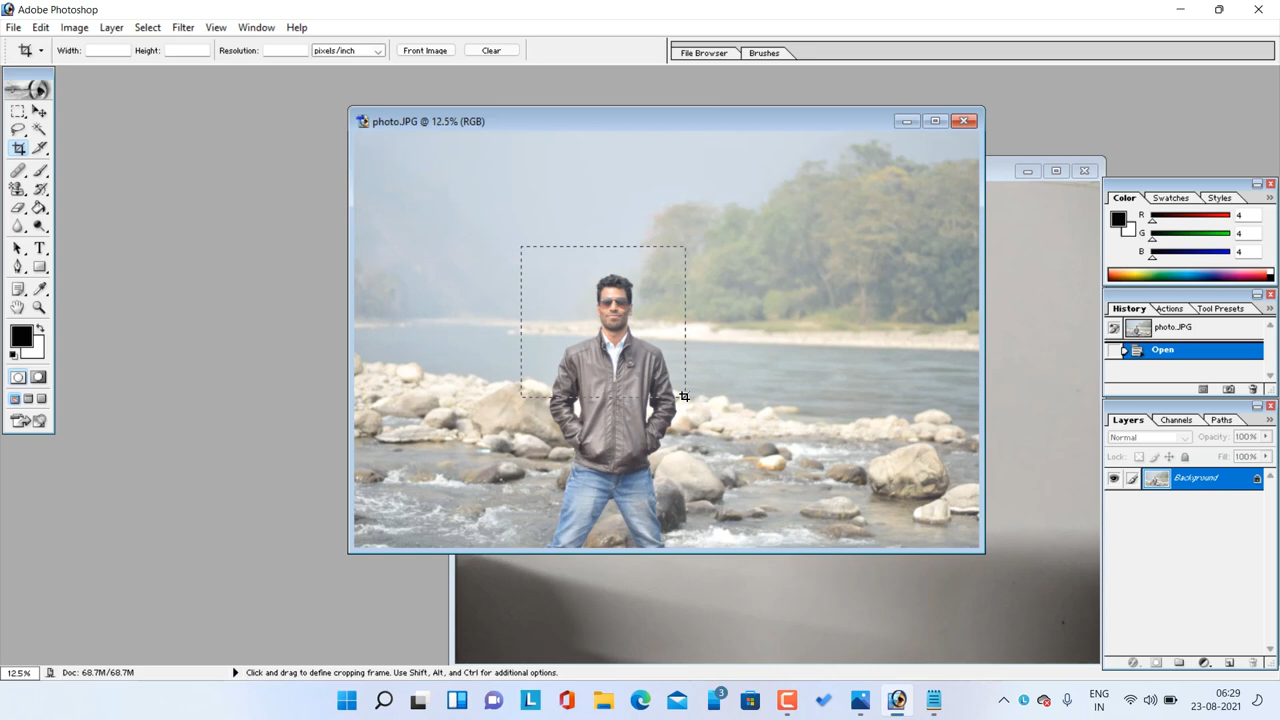 Adobe Photoshop
File Edit Image Layer Select Filter View Window Help
Width: Height: Resolution: pixels/inch Front Image Clear File Browser Brushes
photo.JPG @ 12.5% (RGB)
Color Swatches Styles
R 4
G 4
B 4
History Actions Tool Presets
photo.JPG
Open
Layers Channels Paths
Normal Opacity: 100%
Lock: Fill: 100%
Background
T
12.5% Doc: 68.7M/68.7M Click and drag to define cropping frame. Use Shift, Alt, and Ctrl for additional options.
L 3 C L
ENG
IN
06:29
23-08-2021